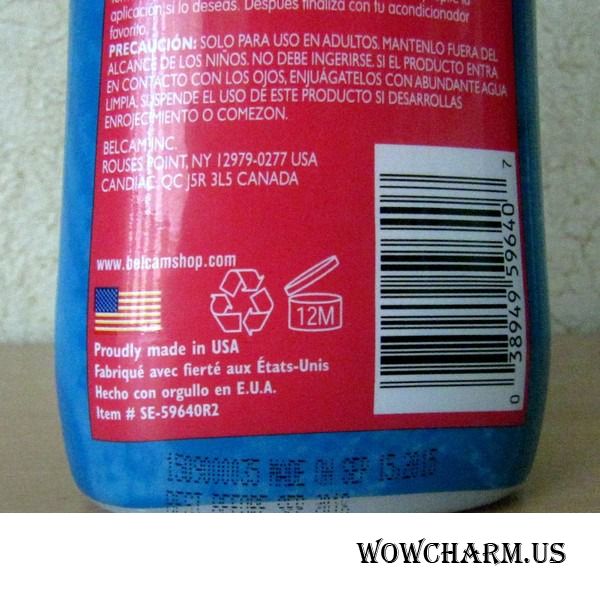 aplicación, si lo deseas. Después finaliza con tu acondicionador
favorito.
PRECAUCIÓN: SOLO PARA USO EN ADULTOS. MANTENLO FUERA DEL
ALCANCE DE LOS NIÑOS. NO DEBE INGERIRSE. SI EL PRODUCTO ENTRA
EN CONTACTO CON LOS OJOS, ENJUÁGATELOS CON ABUNDANTE AGUA
LIMPIA. SUSPENDE EL USO DE ESTE PRODUCTO SI DESARROLLAS
ENROJECIMIENTO O COMEZON.
BELCAM INC.
ROUSES POINT, NY 12979-0277 USA
CANDIAC QC J5R 3L5 CANADA
www.belcamshop.com
12M
Proudly made in USA
Fabriqué avec fierté aux États-Unis
Hecho con orgullo en E.U.A.
Item # SE-59640R2
0 38949 59640 7
MADE ON SEP 15.
BEST BEFORE SEP
WOWCHARM.US